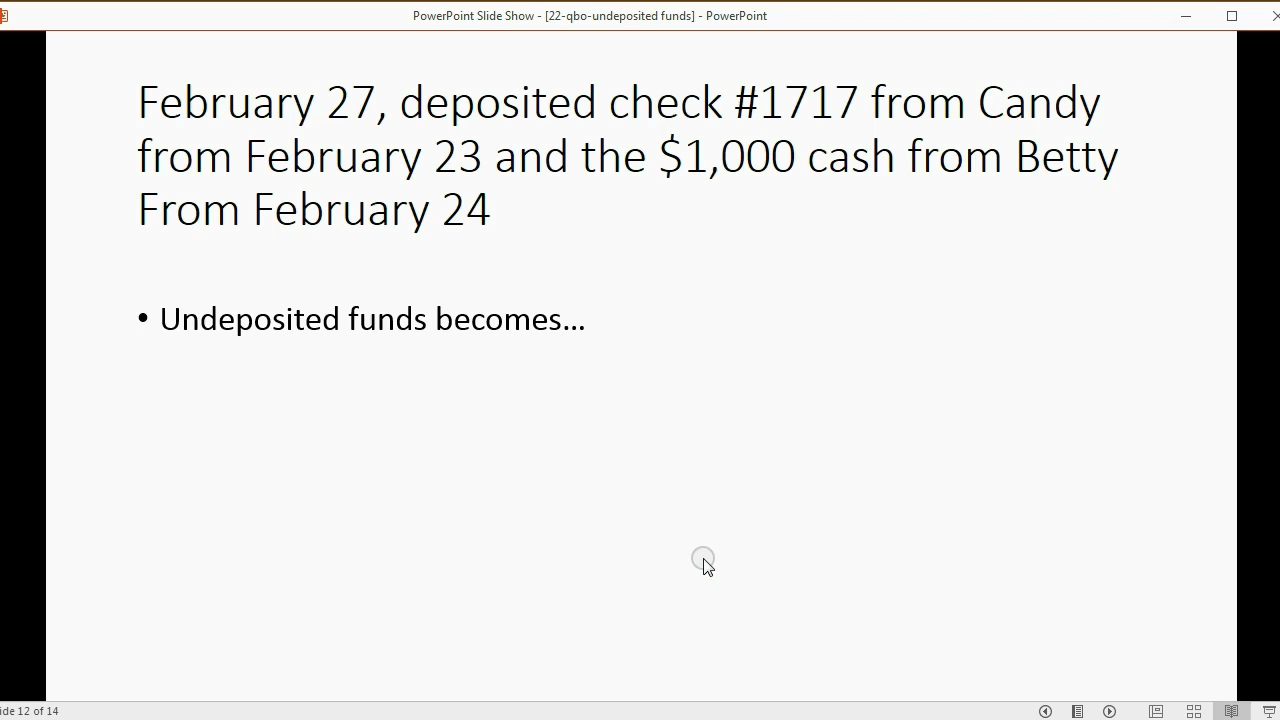 PowerPoint Slide Show - [22-qbo-undeposited funds] - PowerPoint
February 27, deposited check #1717 from Candy
from February 23 and the $1,000 cash from Betty
From February 24
• Undeposited funds becomes...
ide 12 of 14